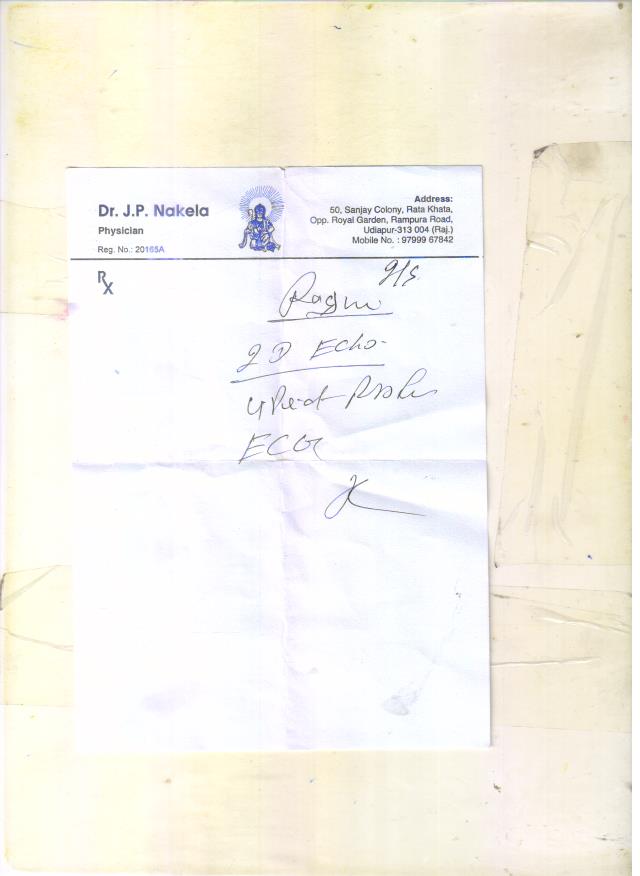 Dr. J.P. Nakela
Physician
Reg. No.: 20165A
Address:
50, Sanjay Colony, Rata Khata,
Opp. Royal Garden, Rampura Road,
Udiapur-313 004 (Raj.)
Mobile No. : 97999 67842
Rx
2D Echo
ECG